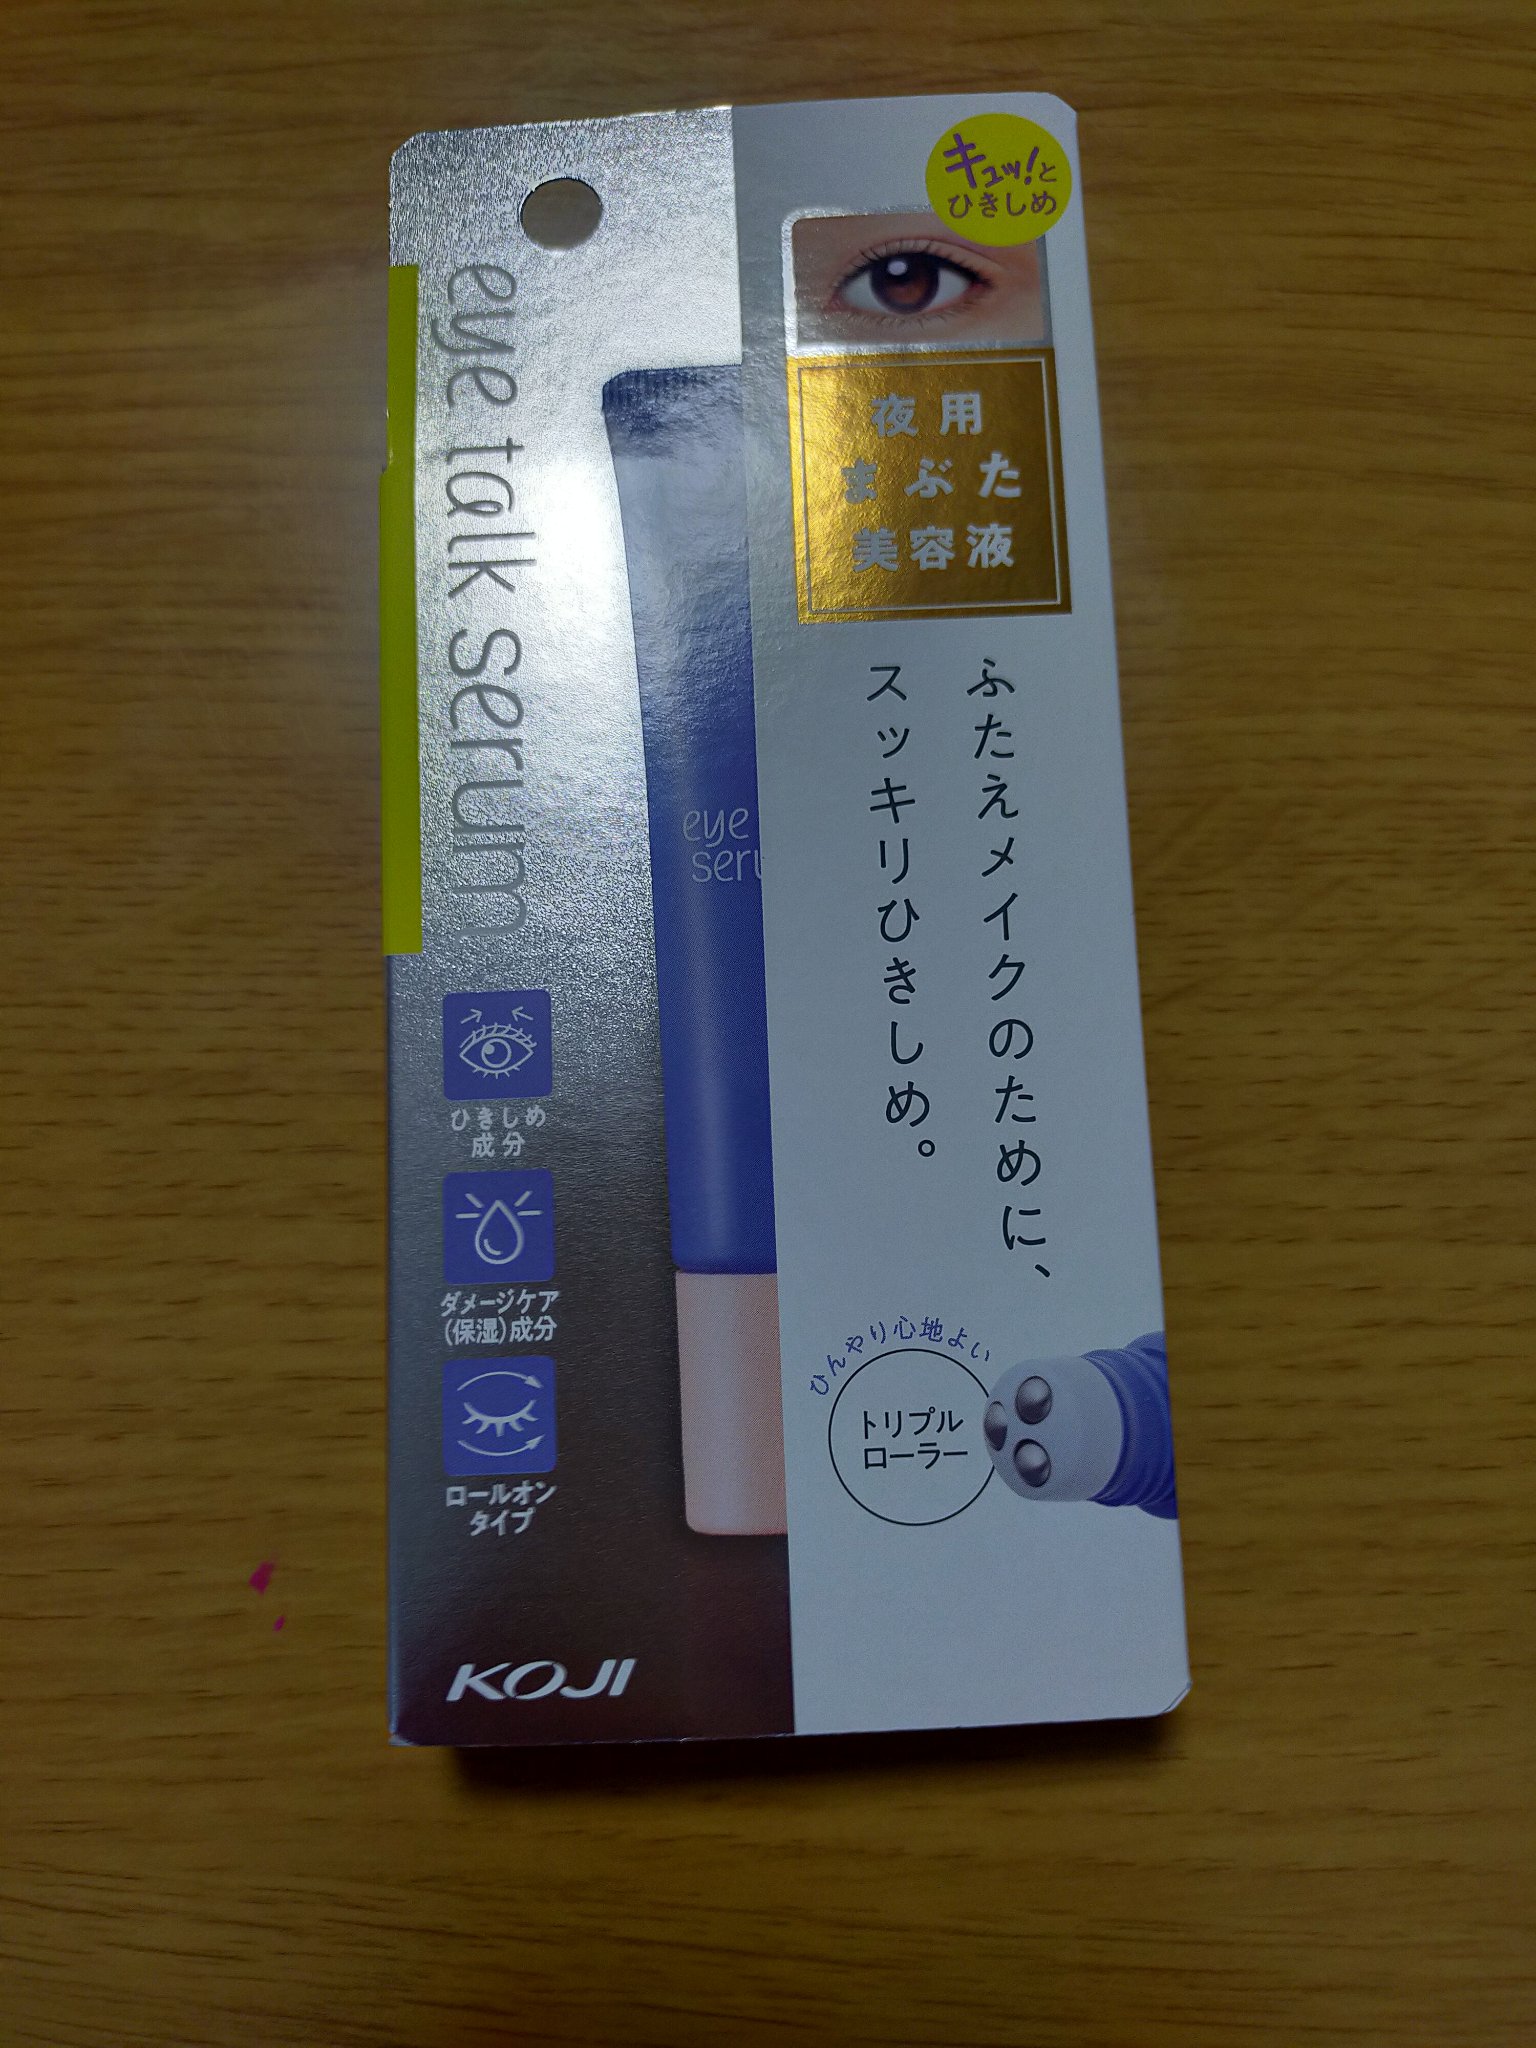 キュッ!と
ひきしめ
夜用
まぶた
美容液
ふたえメイクのために、
スッキリひきしめ。
eye talk serum
eye
seru
ひきしめ
成分
ダメージケア
(保湿)成分
ロールオン
タイプ
ひんやり心地よい
トリプル
ローラー
KOJI